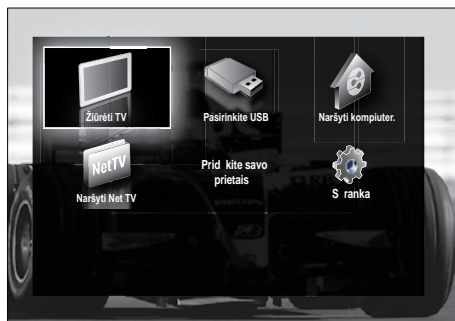 Žiūrėti TV
Pasirinkite USB
Naršyti kompiuter.
NetTV
Naršyti Net TV
Prid kite savo
prietais
S ranka